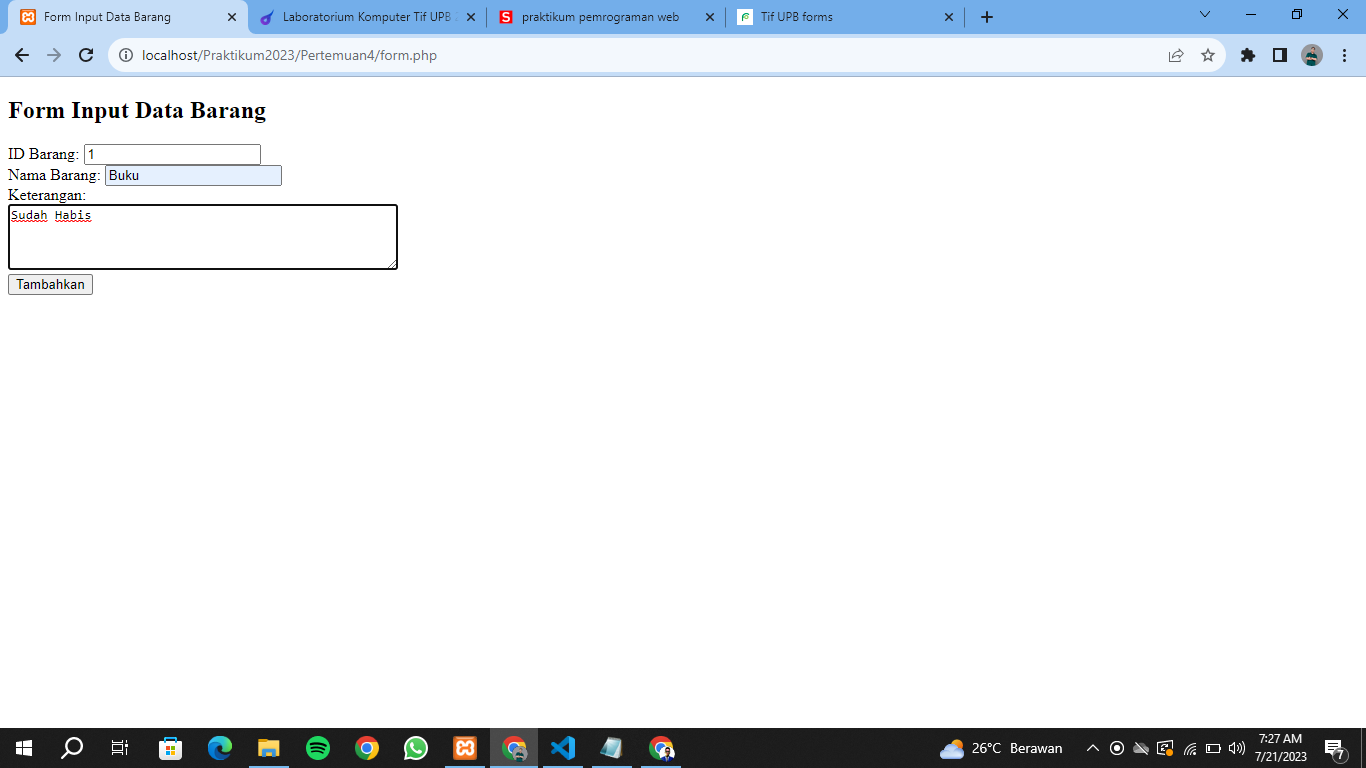 Form Input Data Barang
Laboratorium Komputer Tif UPB
praktikum pemrograman web
Tif UPB forms
localhost/Praktikum2023/Pertemuan4/form.php
Form Input Data Barang
ID Barang: 1
Nama Barang: Buku
Keterangan:
Sudah Habis
Tambahkan
26°C Berawan
7:27 AM
7/21/2023
7